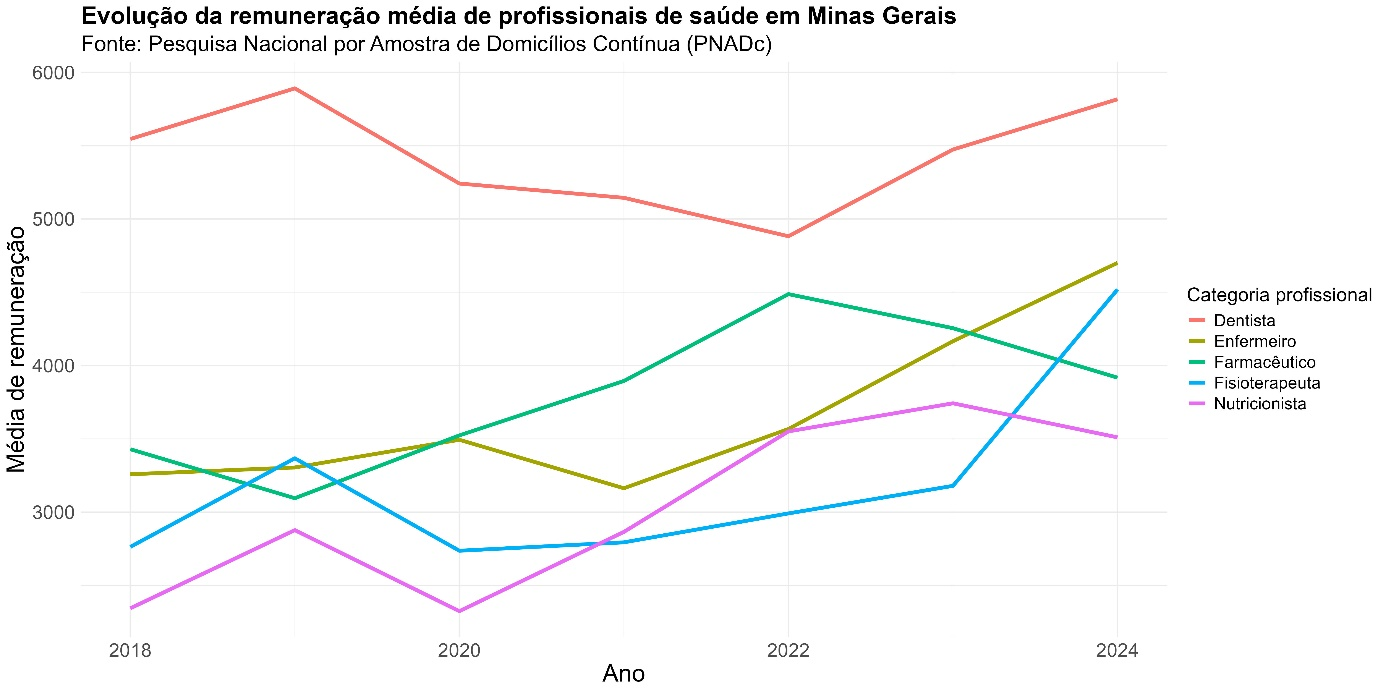 Evolução da remuneração média de profissionais de saúde em Minas Gerais
Fonte: Pesquisa Nacional por Amostra de Domicílios Contínua (PNADc)
6000
5000
4000
3000
Média de remuneração
2018
2020
2022
2024
Ano
Categoria profissional
Dentista
Enfermeiro
Farmacêutico
Fisioterapeuta
Nutricionista